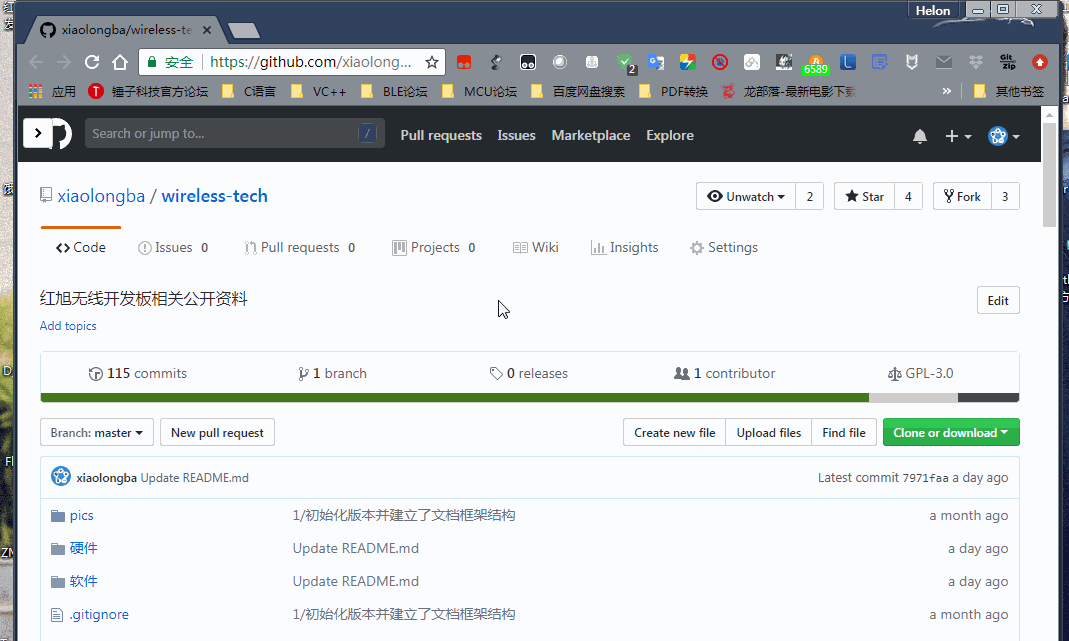 Helon
xiaolongba/wireless-te
安全 https://github.com/xiaolong...
2
6589
Git Zip
应用 锤子科技官方论坛 C语言 VC++ BLE论坛 MCU论坛 百度网盘搜索 PDF转换 龙部落-最新电影下载 » 其他书签
Search or jump to... / Pull requests Issues Marketplace Explore
xiaolongba / wireless-tech Unwatch 2 Star 4 Fork 3
Code Issues 0 Pull requests 0 Projects 0 Wiki Insights Settings
红旭无线开发板相关公开资料 Edit
Add topics
115 commits 1 branch 0 releases 1 contributor GPL-3.0
Branch: master New pull request Create new file Upload files Find file Clone or download
xiaolongba Update README.md Latest commit 7971faa a day ago
pics 1/初始化版本并建立了文档框架结构 a month ago
硬件 Update README.md a day ago
软件 Update README.md a day ago
.gitignore 1/初始化版本并建立了文档框架结构 a month ago